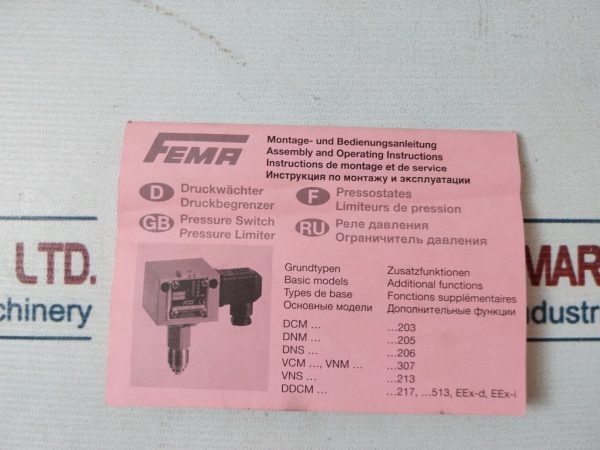 FEMA
Montage- und Bedienungsanleitung
Assembly and Operating Instructions
Instructions de montage et de service
Инструкция по монтажу и эксплуатации
D Druckwächter
Druckbegrenzer
F Pressostates
Limiteurs de pression
GB Pressure Switch
Pressure Limiter
RU Реле давления
Ограничитель давления
Grundtypen Zusatzfunktionen
Basic models Additional functions
Types de base Fonctions supplémentaires
Основные модели Дополнительные функции
DCM ... ...203
DNM ... ...205
DNS ... ...206
VCM ..., VNM ... ...307
VNS ... ...213
DDCM ... ...217, ...513, EEx-d, EEx-i
LTD.
MAR
chinery
ndustr